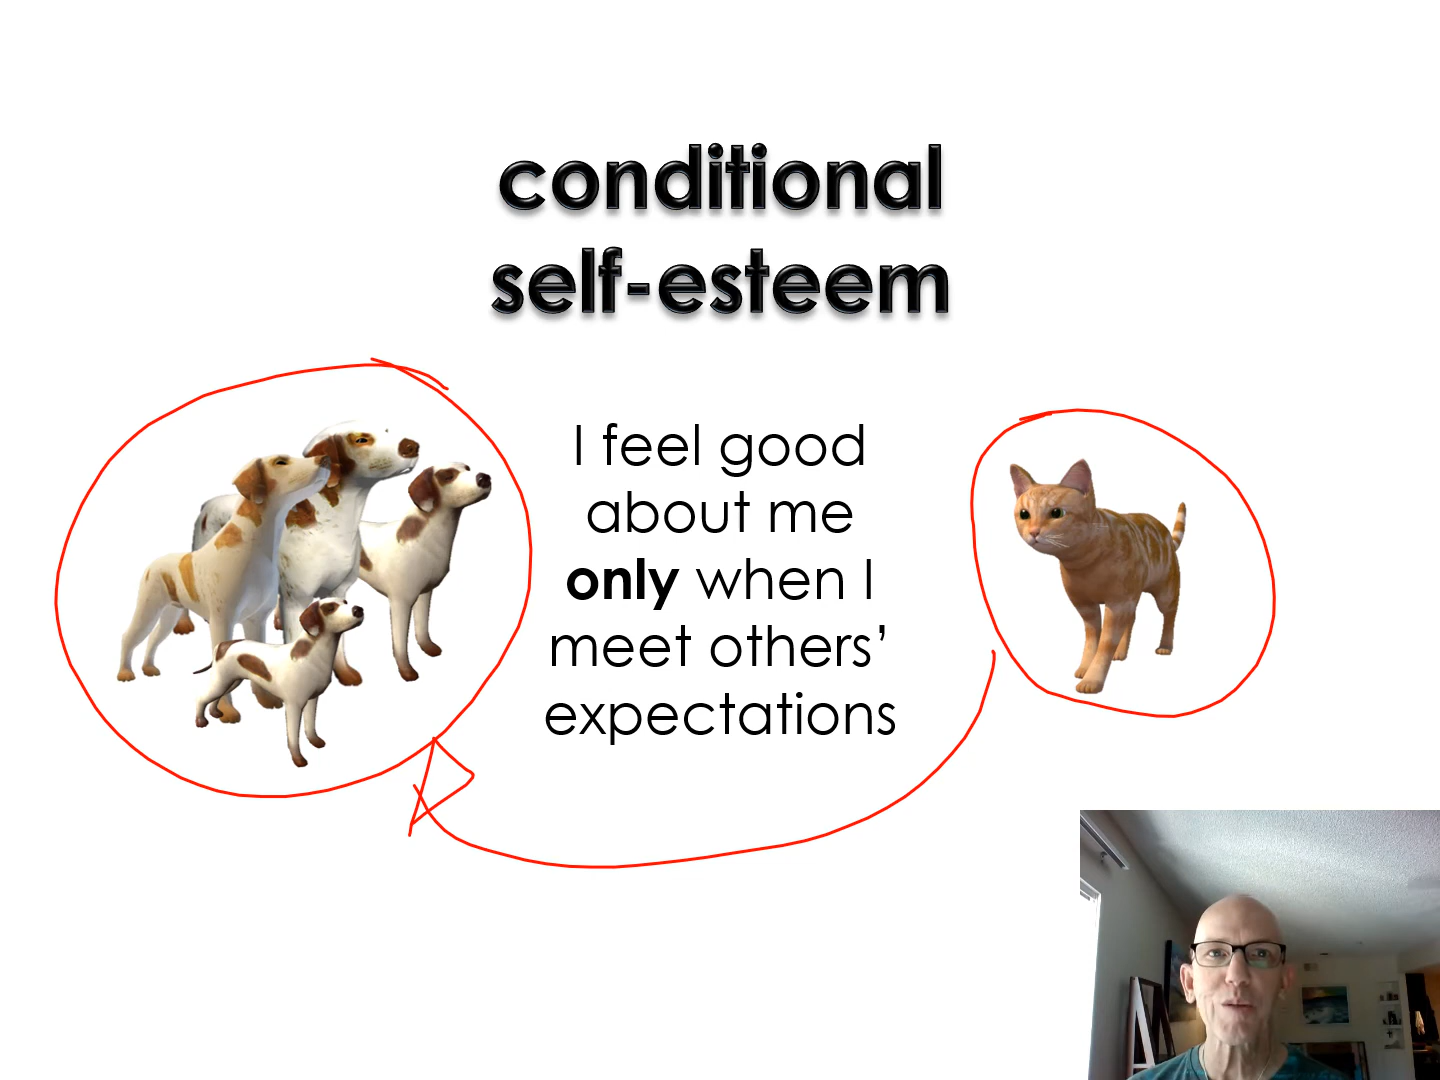 conditional
self-esteem
I feel good
about me
only when I
meet others’
expectations